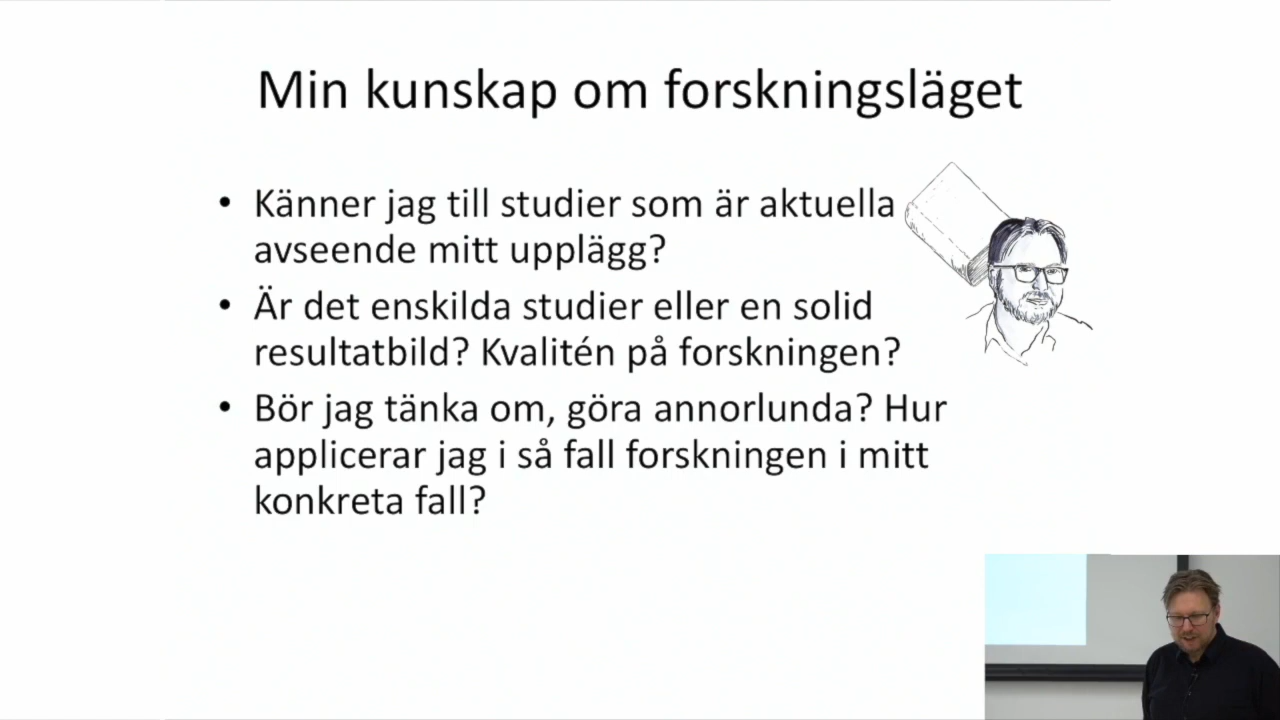 Min kunskap om forskningsläget
• Känner jag till studier som är aktuella
avseende mitt upplägg?
• Är det enskilda studier eller en solid
resultatbild? Kvalitén på forskningen?
• Bör jag tänka om, göra annorlunda? Hur
applicerar jag i så fall forskningen i mitt
konkreta fall?